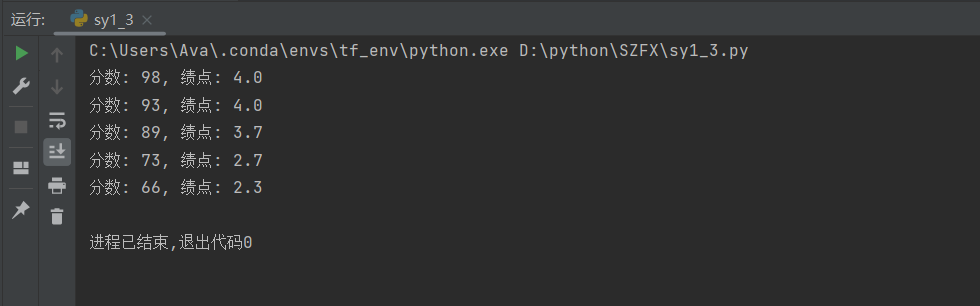 运行: sy1_3
C:\Users\Ava\.conda\envs\tf_env\python.exe D:\python\SZFX\sy1_3.py
分数: 98, 绩点: 4.0
分数: 93, 绩点: 4.0
分数: 89, 绩点: 3.7
分数: 73, 绩点: 2.7
分数: 66, 绩点: 2.3
进程已结束,退出代码0